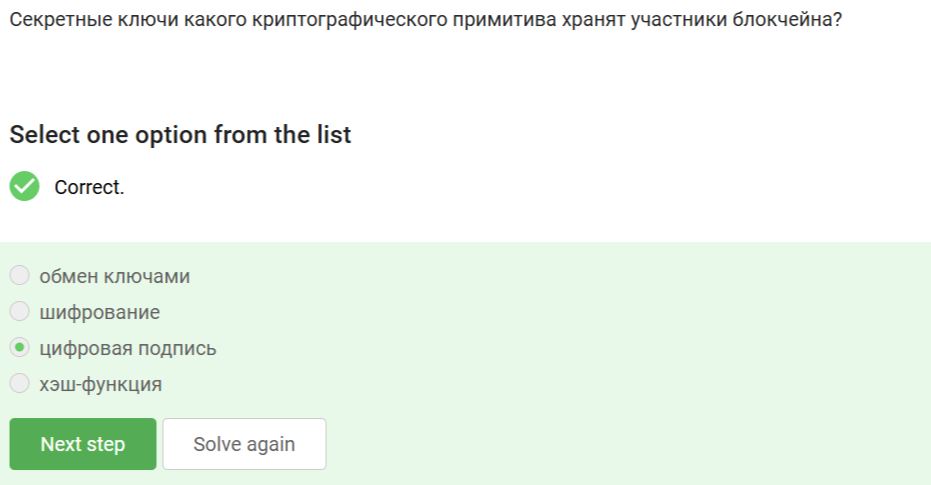 Секретные ключи какого криптографического примитива хранят участники блокчейна?
Select one option from the list
Correct.
обмен ключами
шифрование
цифровая подпись
хэш-функция
Next step
Solve again